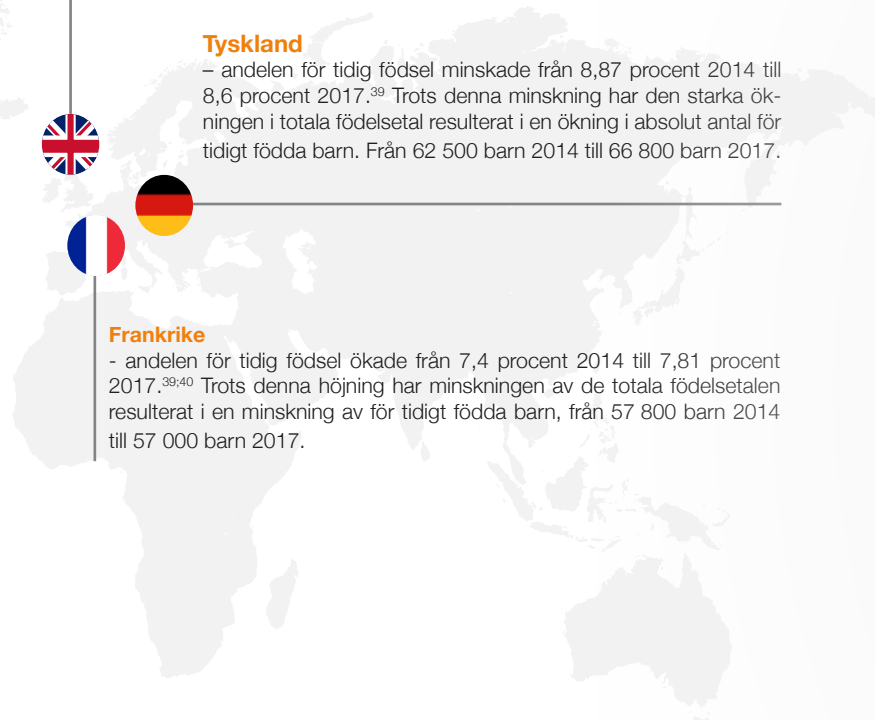 Tyskland
– andelen för tidig födsel minskade från 8,87 procent 2014 till
8,6 procent 2017.39 Trots denna minskning har den starka ök-
ningen i totala födelsetal resulterat i en ökning i absolut antal för
tidigt födda barn. Från 62 500 barn 2014 till 66 800 barn 2017.
Frankrike
- andelen för tidig födsel ökade från 7,4 procent 2014 till 7,81 procent
2017.39;40 Trots denna höjning har minskningen av de totala födelsetalen
resulterat i en minskning av för tidigt födda barn, från 57 800 barn 2014
till 57 000 barn 2017.